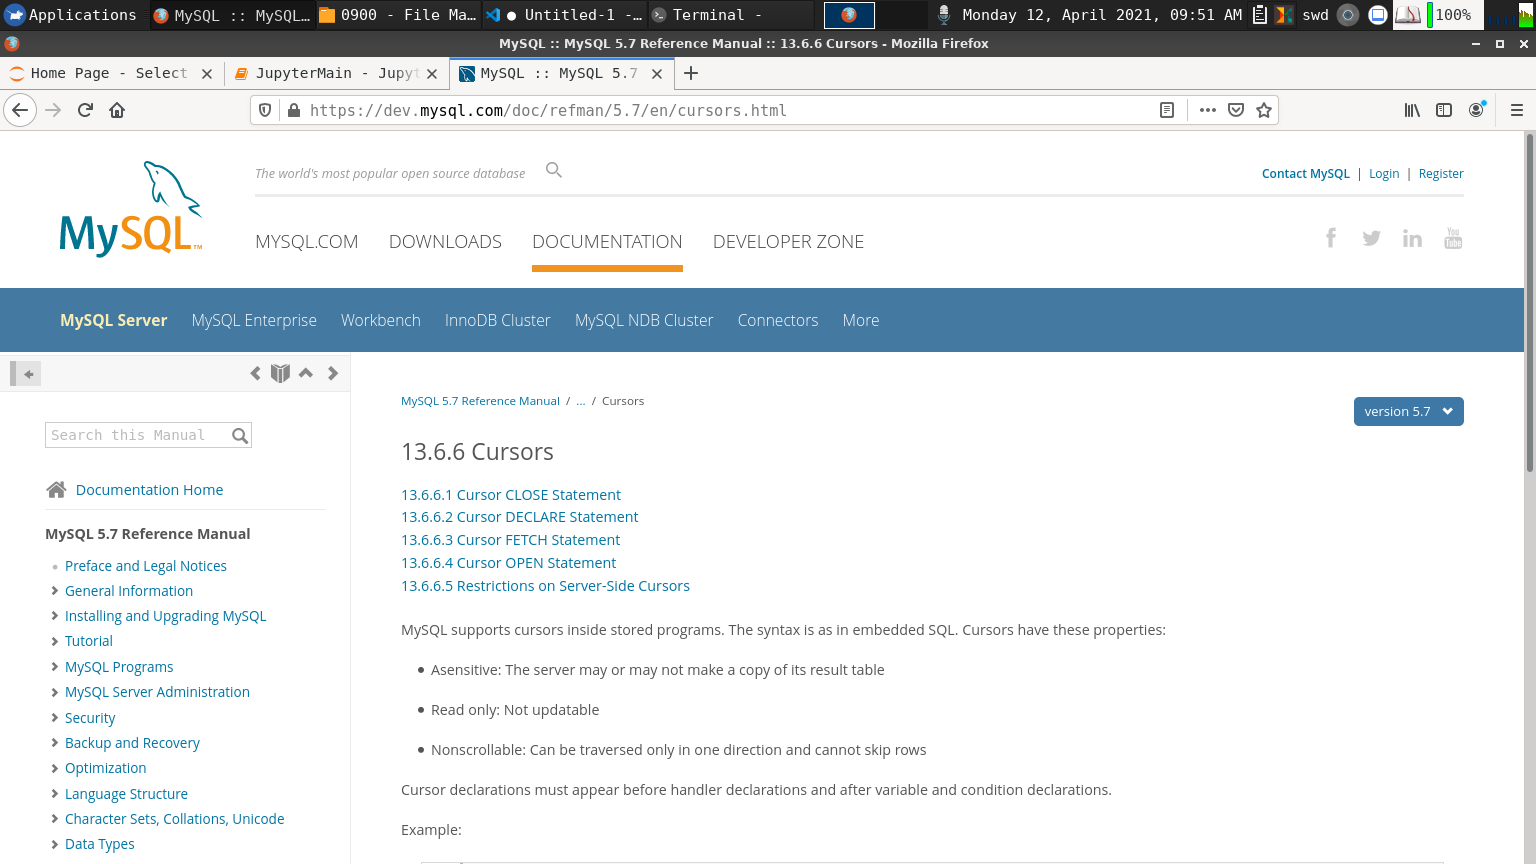 Applications MySQL :: MySQL... 0900 - File Ma... ● Untitled-1 -... Terminal - Monday 12, April 2021, 09:51 AM swd 100%
MySQL :: MySQL 5.7 Reference Manual :: 13.6.6 Cursors - Mozilla Firefox
Home Page - Select JupyterMain - Jupyt MySQL :: MySQL 5.7
https://dev.mysql.com/doc/refman/5.7/en/cursors.html
The world's most popular open source database
Contact MySQL | Login | Register
MySQL™
MYSQL.COM DOWNLOADS DOCUMENTATION DEVELOPER ZONE
You Tube
MySQL Server MySQL Enterprise Workbench InnoDB Cluster MySQL NDB Cluster Connectors More
Search this Manual
Documentation Home
MySQL 5.7 Reference Manual
Preface and Legal Notices
General Information
Installing and Upgrading MySQL
Tutorial
MySQL Programs
MySQL Server Administration
Security
Backup and Recovery
Optimization
Language Structure
Character Sets, Collations, Unicode
Data Types
MySQL 5.7 Reference Manual / ... / Cursors
version 5.7
13.6.6 Cursors
13.6.6.1 Cursor CLOSE Statement
13.6.6.2 Cursor DECLARE Statement
13.6.6.3 Cursor FETCH Statement
13.6.6.4 Cursor OPEN Statement
13.6.6.5 Restrictions on Server-Side Cursors
MySQL supports cursors inside stored programs. The syntax is as in embedded SQL. Cursors have these properties:
• Asensitive: The server may or may not make a copy of its result table
• Read only: Not updatable
• Nonscrollable: Can be traversed only in one direction and cannot skip rows
Cursor declarations must appear before handler declarations and after variable and condition declarations.
Example: